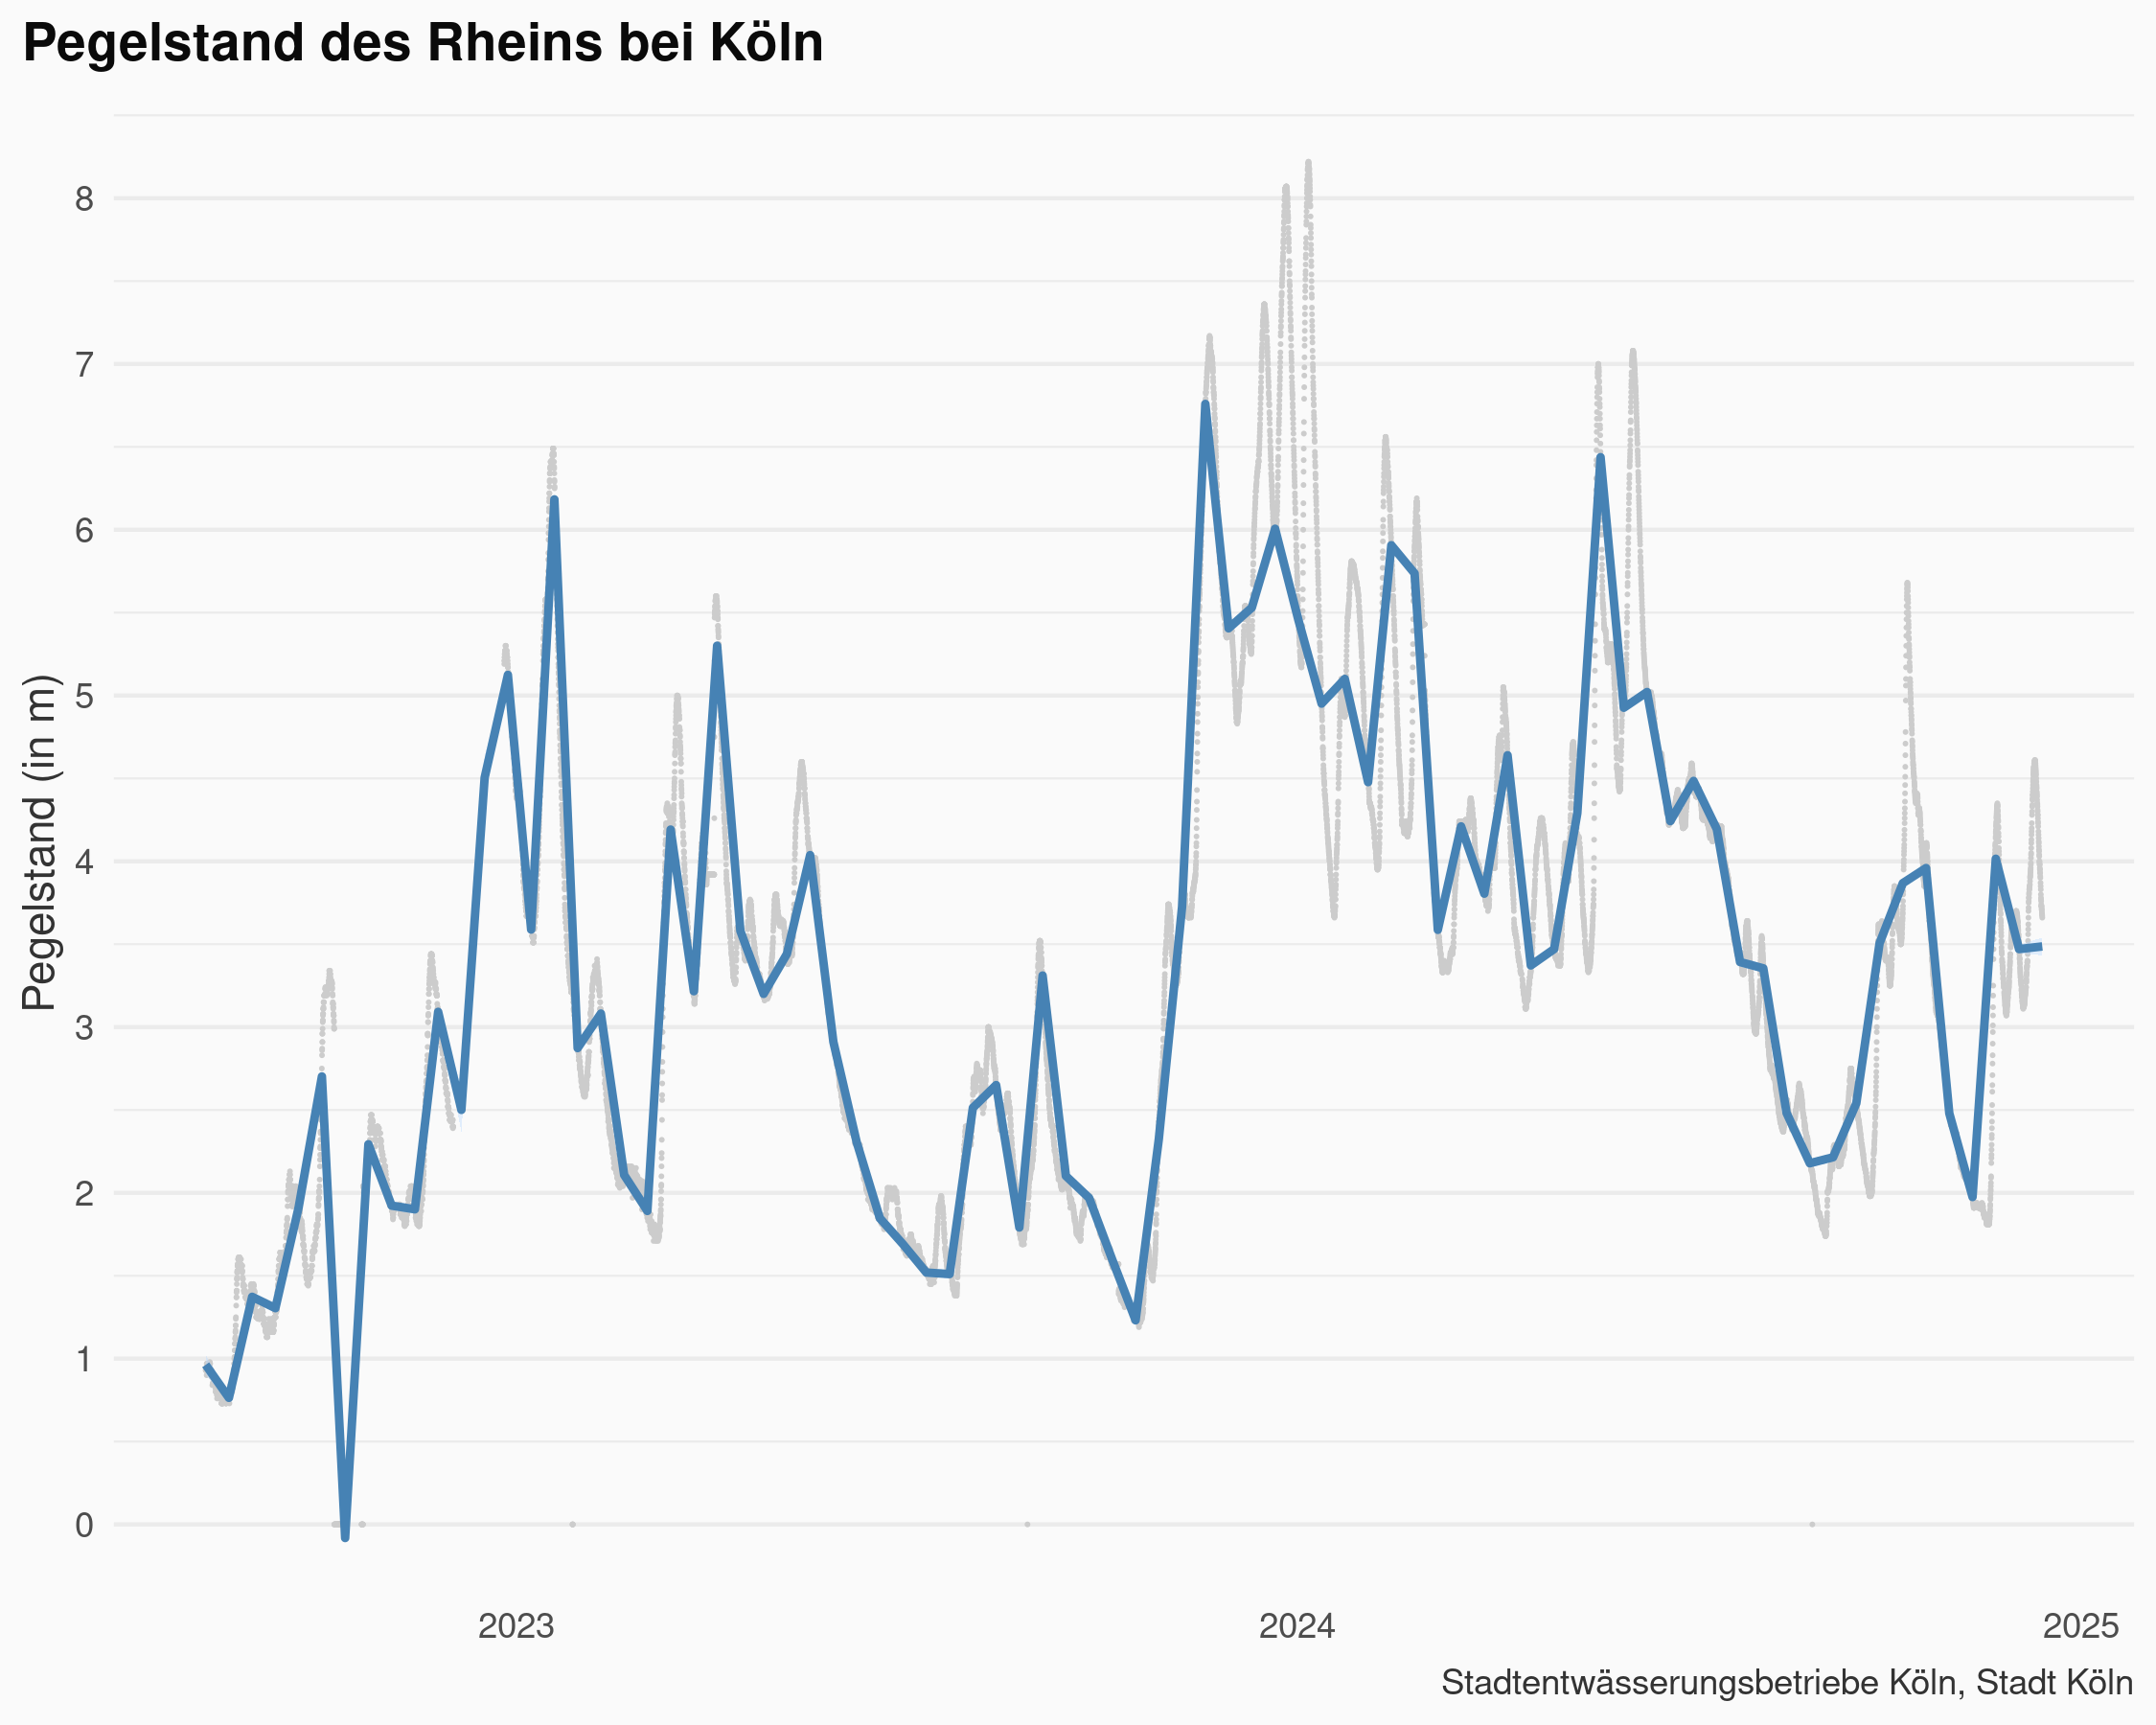 Pegelstand des Rheins bei Köln
Pegelstand (in m)
8
7
6
5
4
3
2
1
0
2023 2024 2025
Stadtentwässerungsbetriebe Köln, Stadt Köln